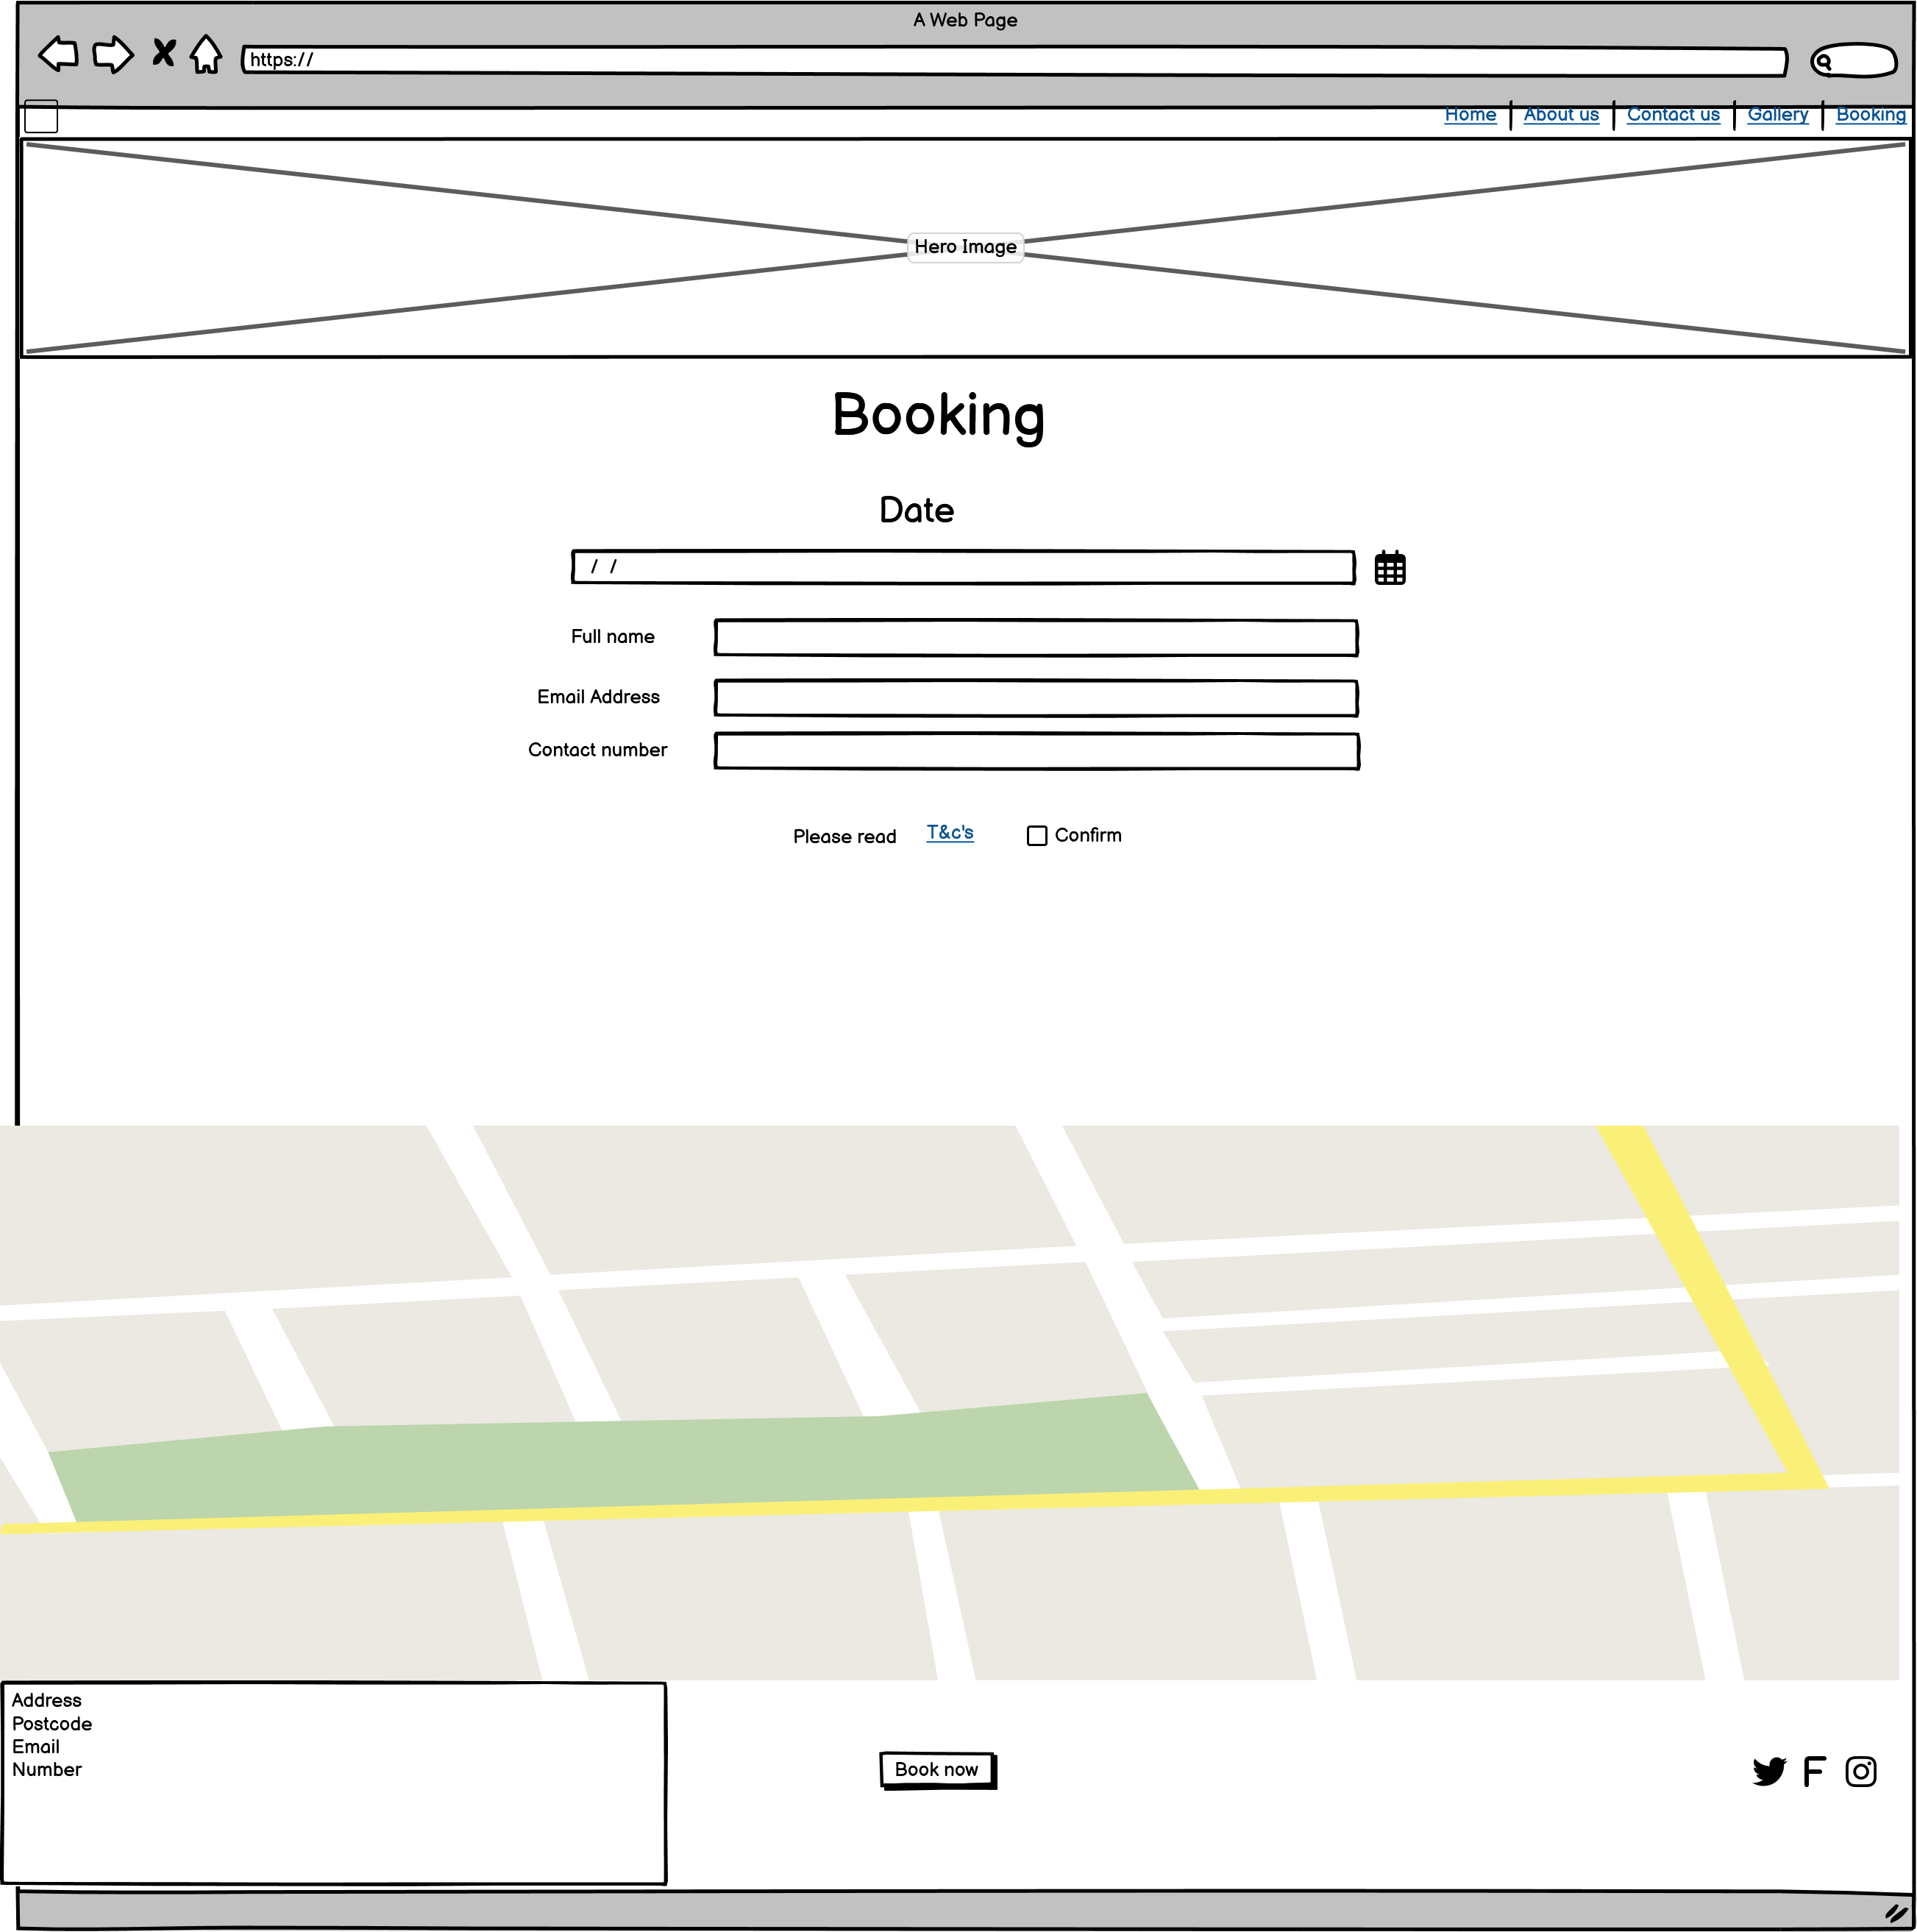 A Web Page
https://
Home About us Contact us Gallery Booking
Hero Image
Booking
Date
/ /
Full name
Email Address
Contact number
Please read T&c's Confirm
Address
Postcode
Email
Number
Book now
F